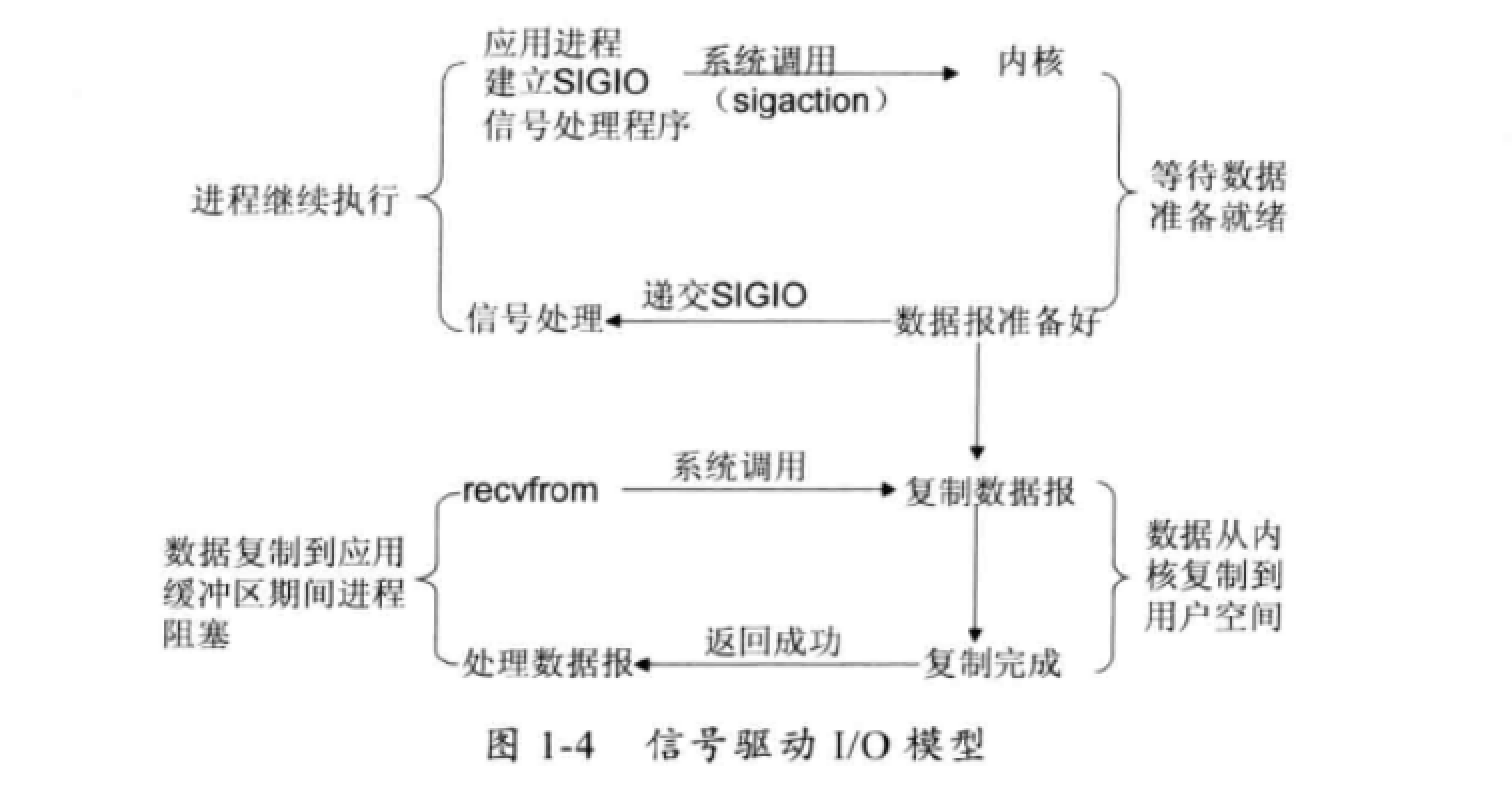 应用进程
建立SIGIO
信号处理程序
系统调用
（sigaction）
内核
进程继续执行
等待数据
准备就绪
递交SIGIO
信号处理
数据报准备好
系统调用
recvfrom
复制数据报
数据复制到应用
缓冲区期间进程
阻塞
数据从内
核复制到
用户空间
返回成功
处理数据报
复制完成
图 1-4 信号驱动 I/O 模型